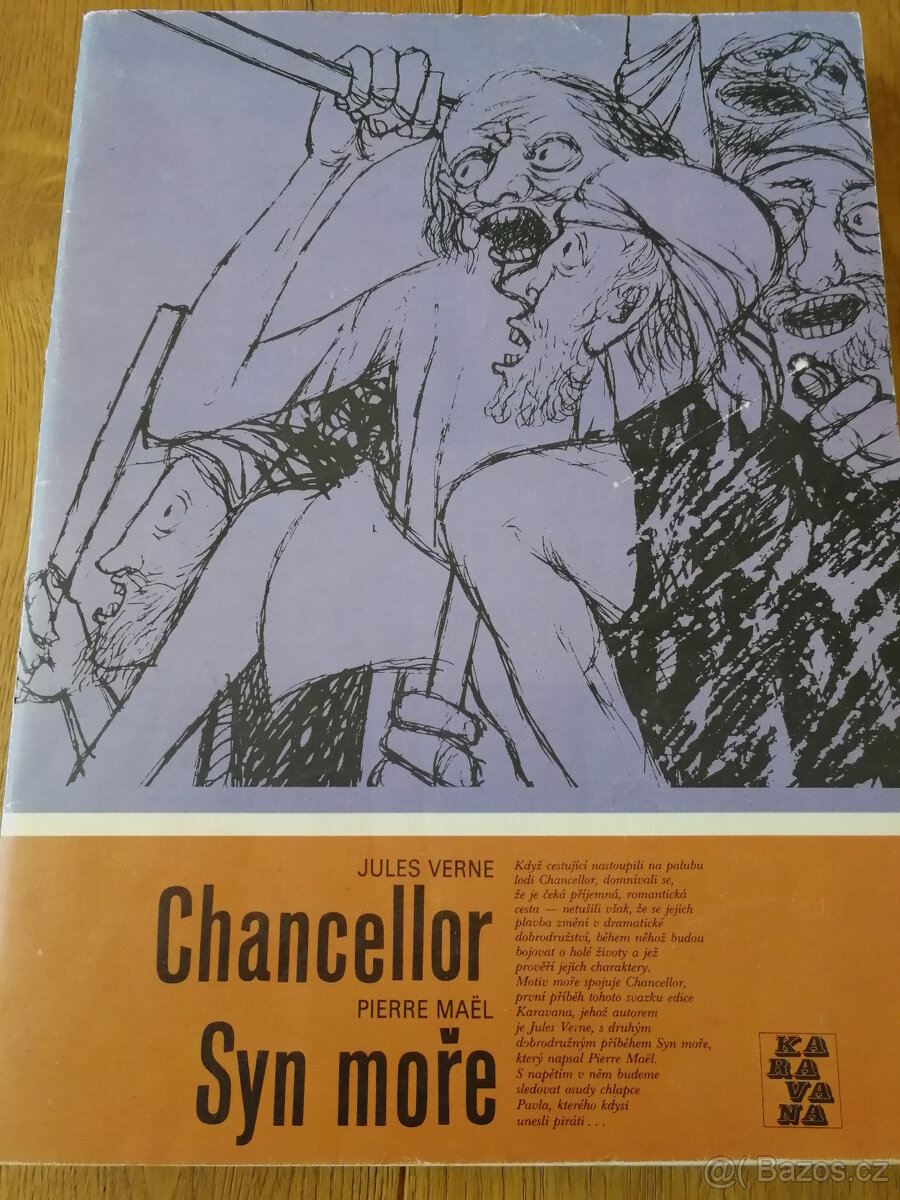 JULES VERNE
Chancellor
PIERRE MAËL
Syn moře
Když cestující nastoupili na palubu
lodi Chancellor, domnívali se,
že je čeká příjemná, romantická
cesta — netušili však, že se jejich
plavba změní v dramatické
dobrodružství, během něhož budou
bojovat o holé životy a jež
prověří jejich charaktery.
Motiv moře spojuje Chancellor,
první příběh tohoto svazku edice
Karavana, jehož autorem
je Jules Verne, s druhým
dobrodružným příběhem Syn moře,
který napsal Pierre Maël.
S napětím v něm budeme
sledovat osudy chlapce
Pavla, kterého kdysi
unesli piráti . . .
KA
RA
VA
NA
@( Bazos.cz